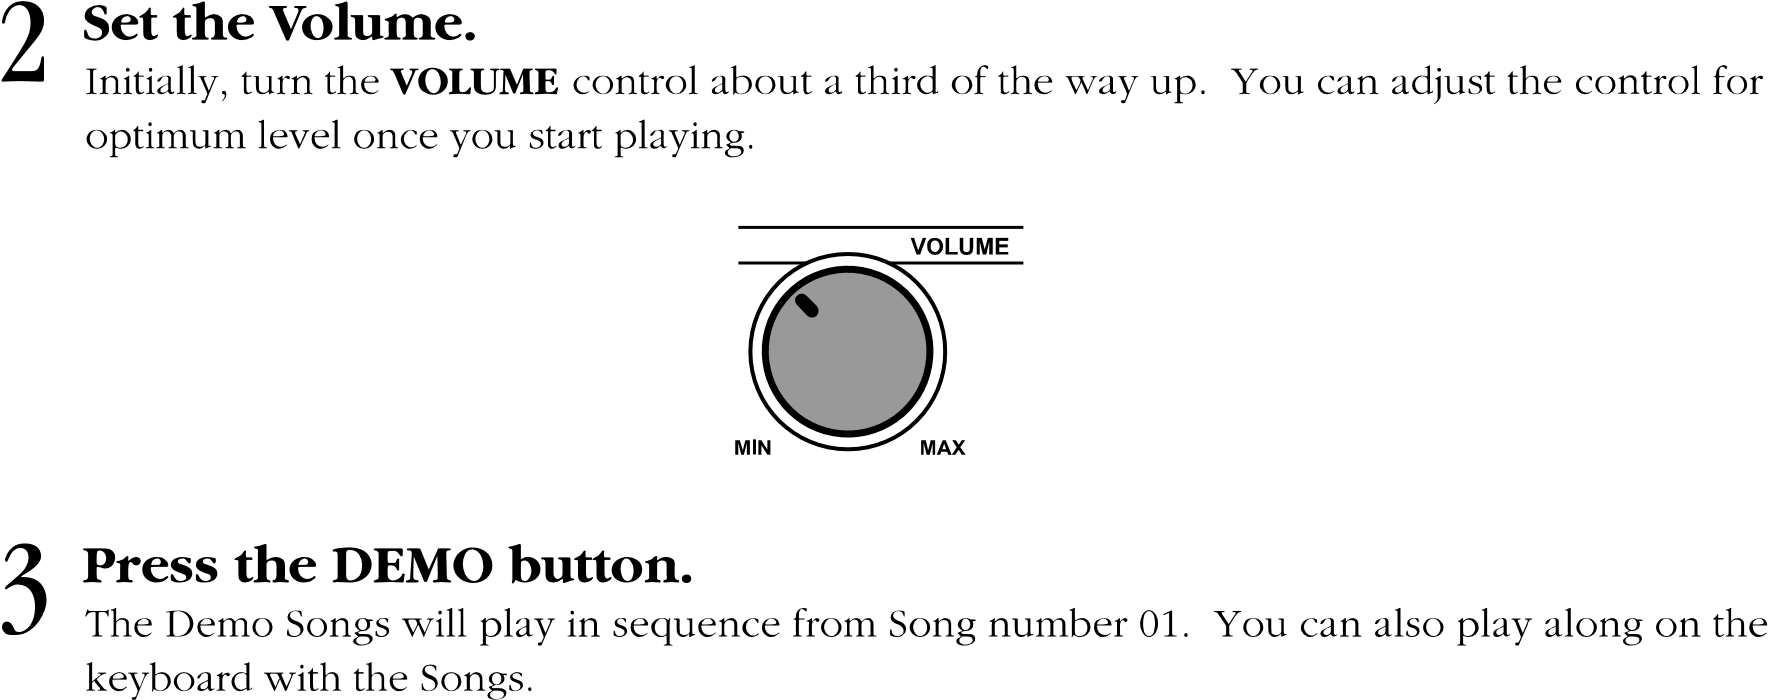 2 Set the Volume.
Initially, turn the VOLUME control about a third of the way up.  You can adjust the control for
optimum level once you start playing.
VOLUME
MIN MAX
3 Press the DEMO button.
The Demo Songs will play in sequence from Song number 01.  You can also play along on the
keyboard with the Songs.